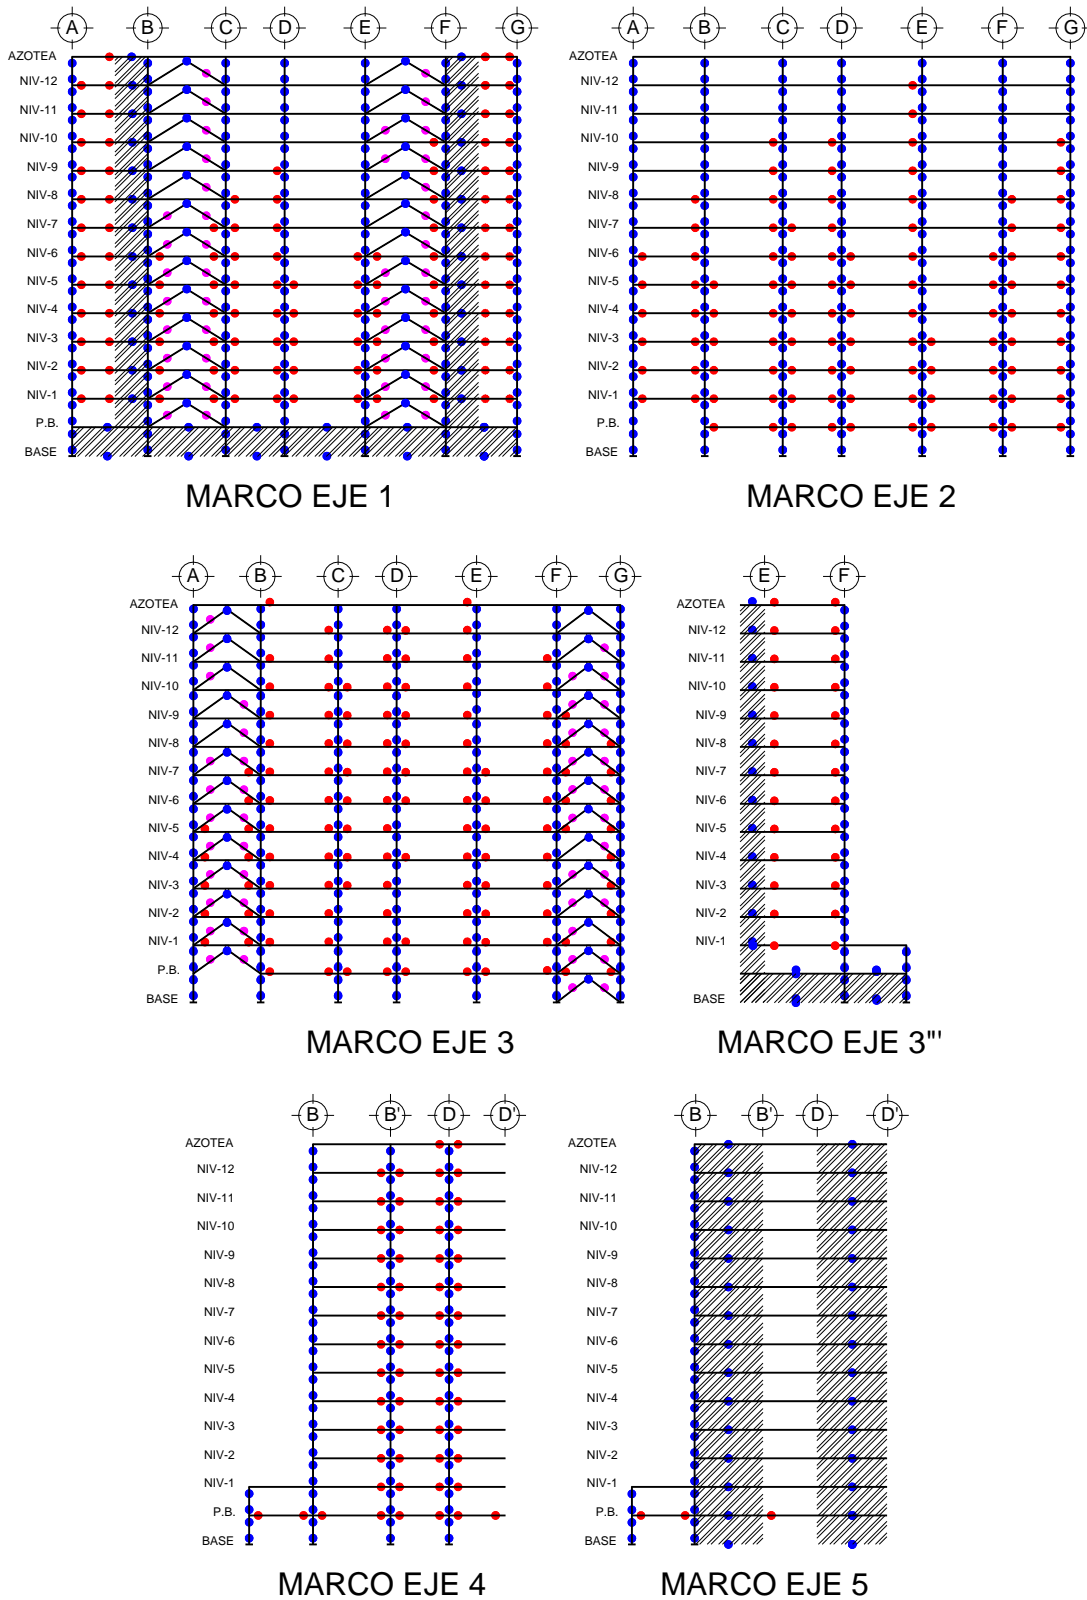 A B C D E F G
AZOTEA
NIV-12
NIV-11
NIV-10
NIV-9
NIV-8
NIV-7
NIV-6
NIV-5
NIV-4
NIV-3
NIV-2
NIV-1
P.B.
BASE
MARCO EJE 1
A B C D E F G
AZOTEA
NIV-12
NIV-11
NIV-10
NIV-9
NIV-8
NIV-7
NIV-6
NIV-5
NIV-4
NIV-3
NIV-2
NIV-1
P.B.
BASE
MARCO EJE 2
A B C D E F G
AZOTEA
NIV-12
NIV-11
NIV-10
NIV-9
NIV-8
NIV-7
NIV-6
NIV-5
NIV-4
NIV-3
NIV-2
NIV-1
P.B.
BASE
MARCO EJE 3
E F
AZOTEA
NIV-12
NIV-11
NIV-10
NIV-9
NIV-8
NIV-7
NIV-6
NIV-5
NIV-4
NIV-3
NIV-2
NIV-1
P.B.
BASE
MARCO EJE 3'''
B B' D D'
AZOTEA
NIV-12
NIV-11
NIV-10
NIV-9
NIV-8
NIV-7
NIV-6
NIV-5
NIV-4
NIV-3
NIV-2
NIV-1
P.B.
BASE
MARCO EJE 4
B B' D D'
AZOTEA
NIV-12
NIV-11
NIV-10
NIV-9
NIV-8
NIV-7
NIV-6
NIV-5
NIV-4
NIV-3
NIV-2
NIV-1
P.B.
BASE
MARCO EJE 5